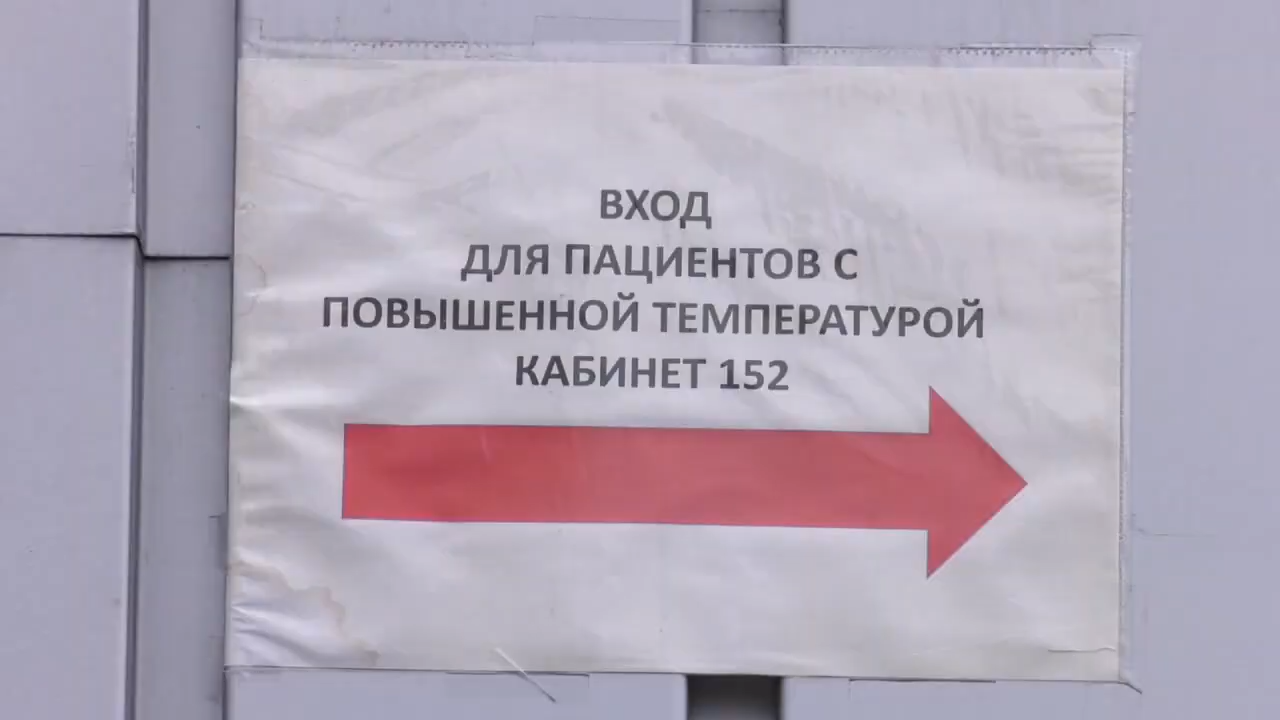 ВХОД
ДЛЯ ПАЦИЕНТОВ С
ПОВЫШЕННОЙ ТЕМПЕРАТУРОЙ
КАБИНЕТ 152